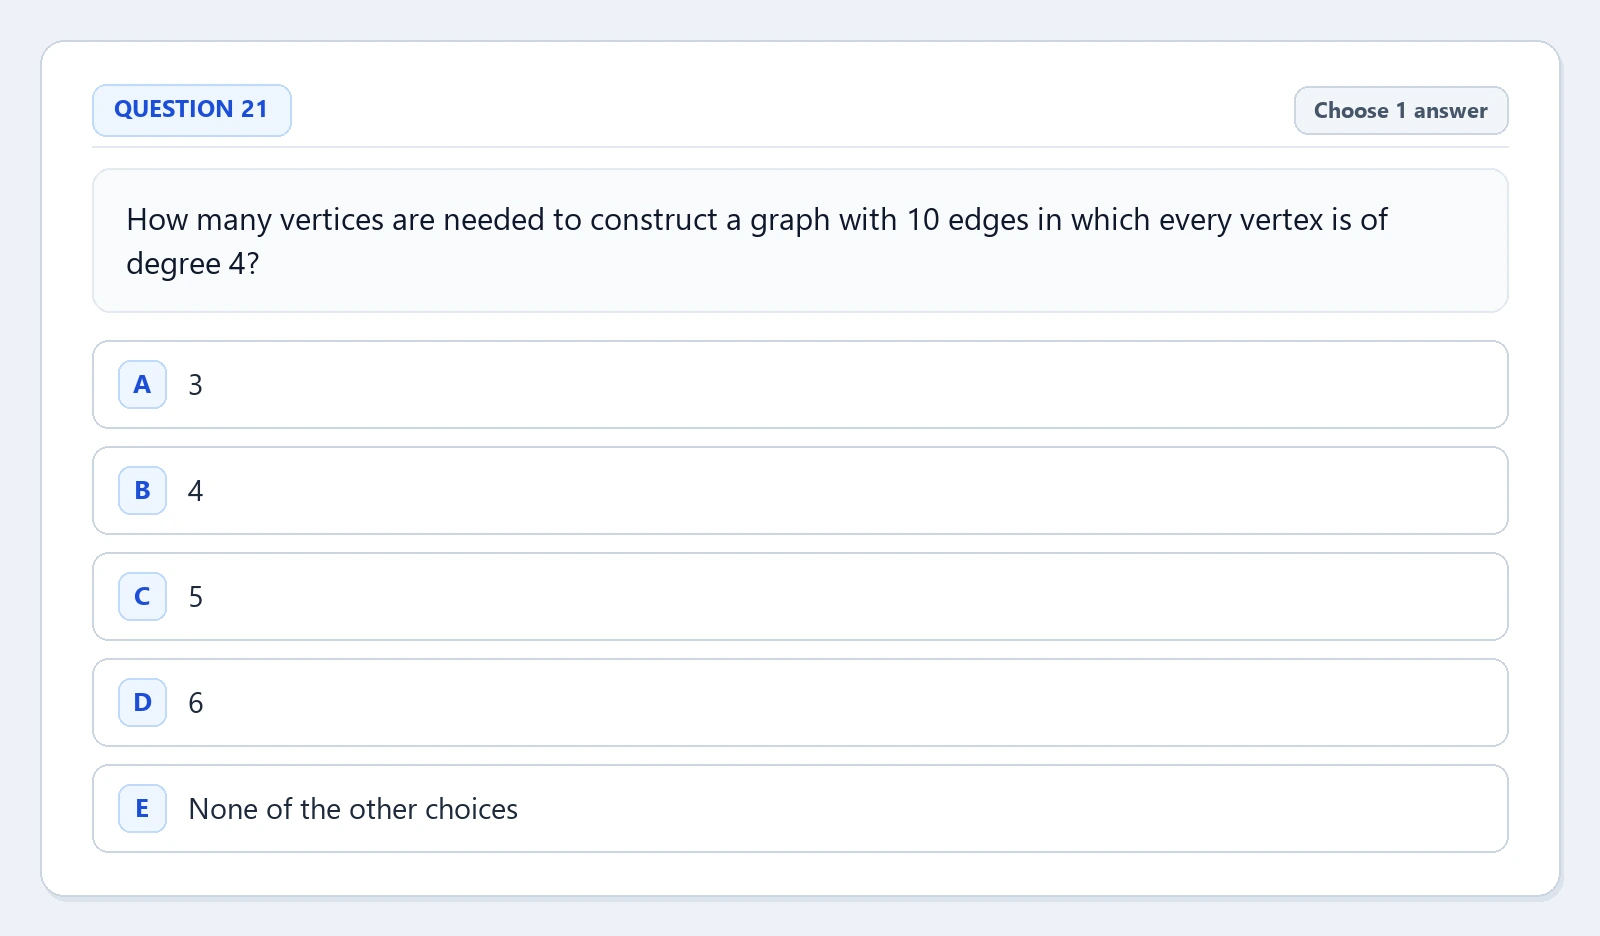 QUESTION 21
Choose 1 answer
How many vertices are needed to construct a graph with 10 edges in which every vertex is of
degree 4?
A 3
B 4
C 5
D 6
E None of the other choices